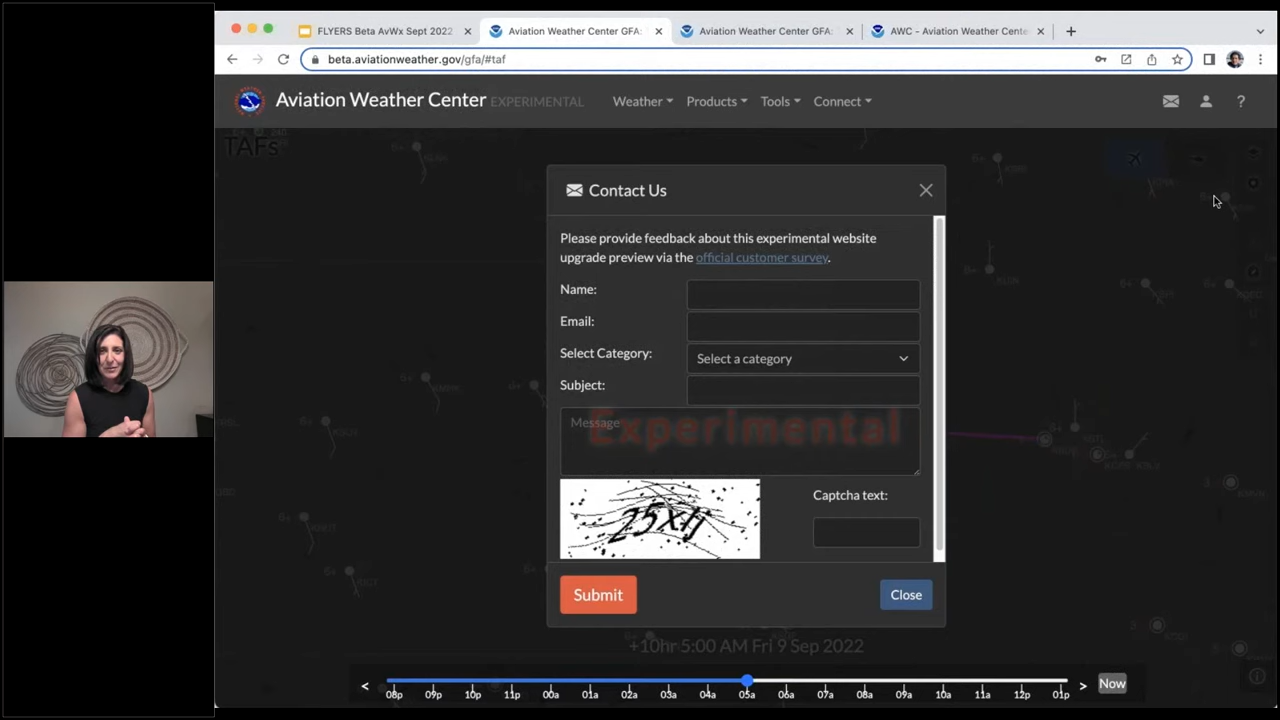 FLYERS Beta AvWx Sept 2022
Aviation Weather Center GFA:
Aviation Weather Center GFA:
AWC - Aviation Weather Cente
beta.aviationweather.gov/gfa/#taf
Aviation Weather Center EXPERIMENTAL
Weather
Products
Tools
Connect
?
TAFs
Contact Us
Please provide feedback about this experimental website
upgrade preview via the official customer survey.
Name:
Email:
Select Category:
Select a category
Subject:
Message
Experimental
Captcha text:
Submit
Close
+10hr 5:00 AM Fri 9 Sep 2022
< 08p 09p 10p 11p 00a 01a 02a 03a 04a 05a 06a 07a 08a 09a 10a 11a 12p 01p > Now